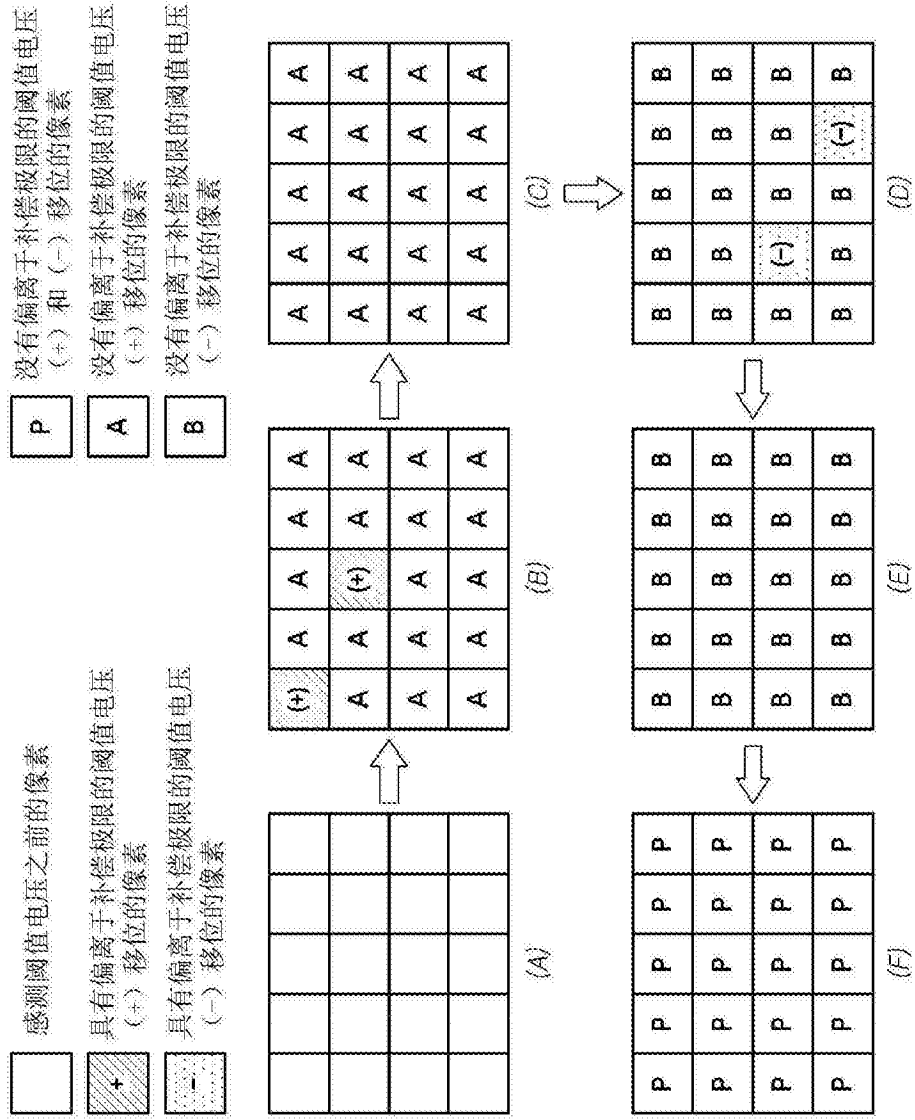 感测阈值电压之前的像素
+
具有偏离于补偿极限的阈值电压
(+) 移位的像素
−
具有偏离于补偿极限的阈值电压
(−) 移位的像素
P
没有偏离于补偿极限的阈值电压
(+) 和 (−) 移位的像素
A
没有偏离于补偿极限的阈值电压
(+) 移位的像素
B
没有偏离于补偿极限的阈值电压
(−) 移位的像素
(A)
(+) A A A A
A A (+) A A
A A A A A
A A A A A
(B)
A A A A A
A A A A A
A A A A A
A A A A A
(C)
P P P P P
P P P P P
P P P P P
P P P P P
(F)
B B B B B
B B B B B
B B B B B
B B B B B
(E)
B B B B B
B B B B B
B (−) B B B
B B B (−) B
(D)